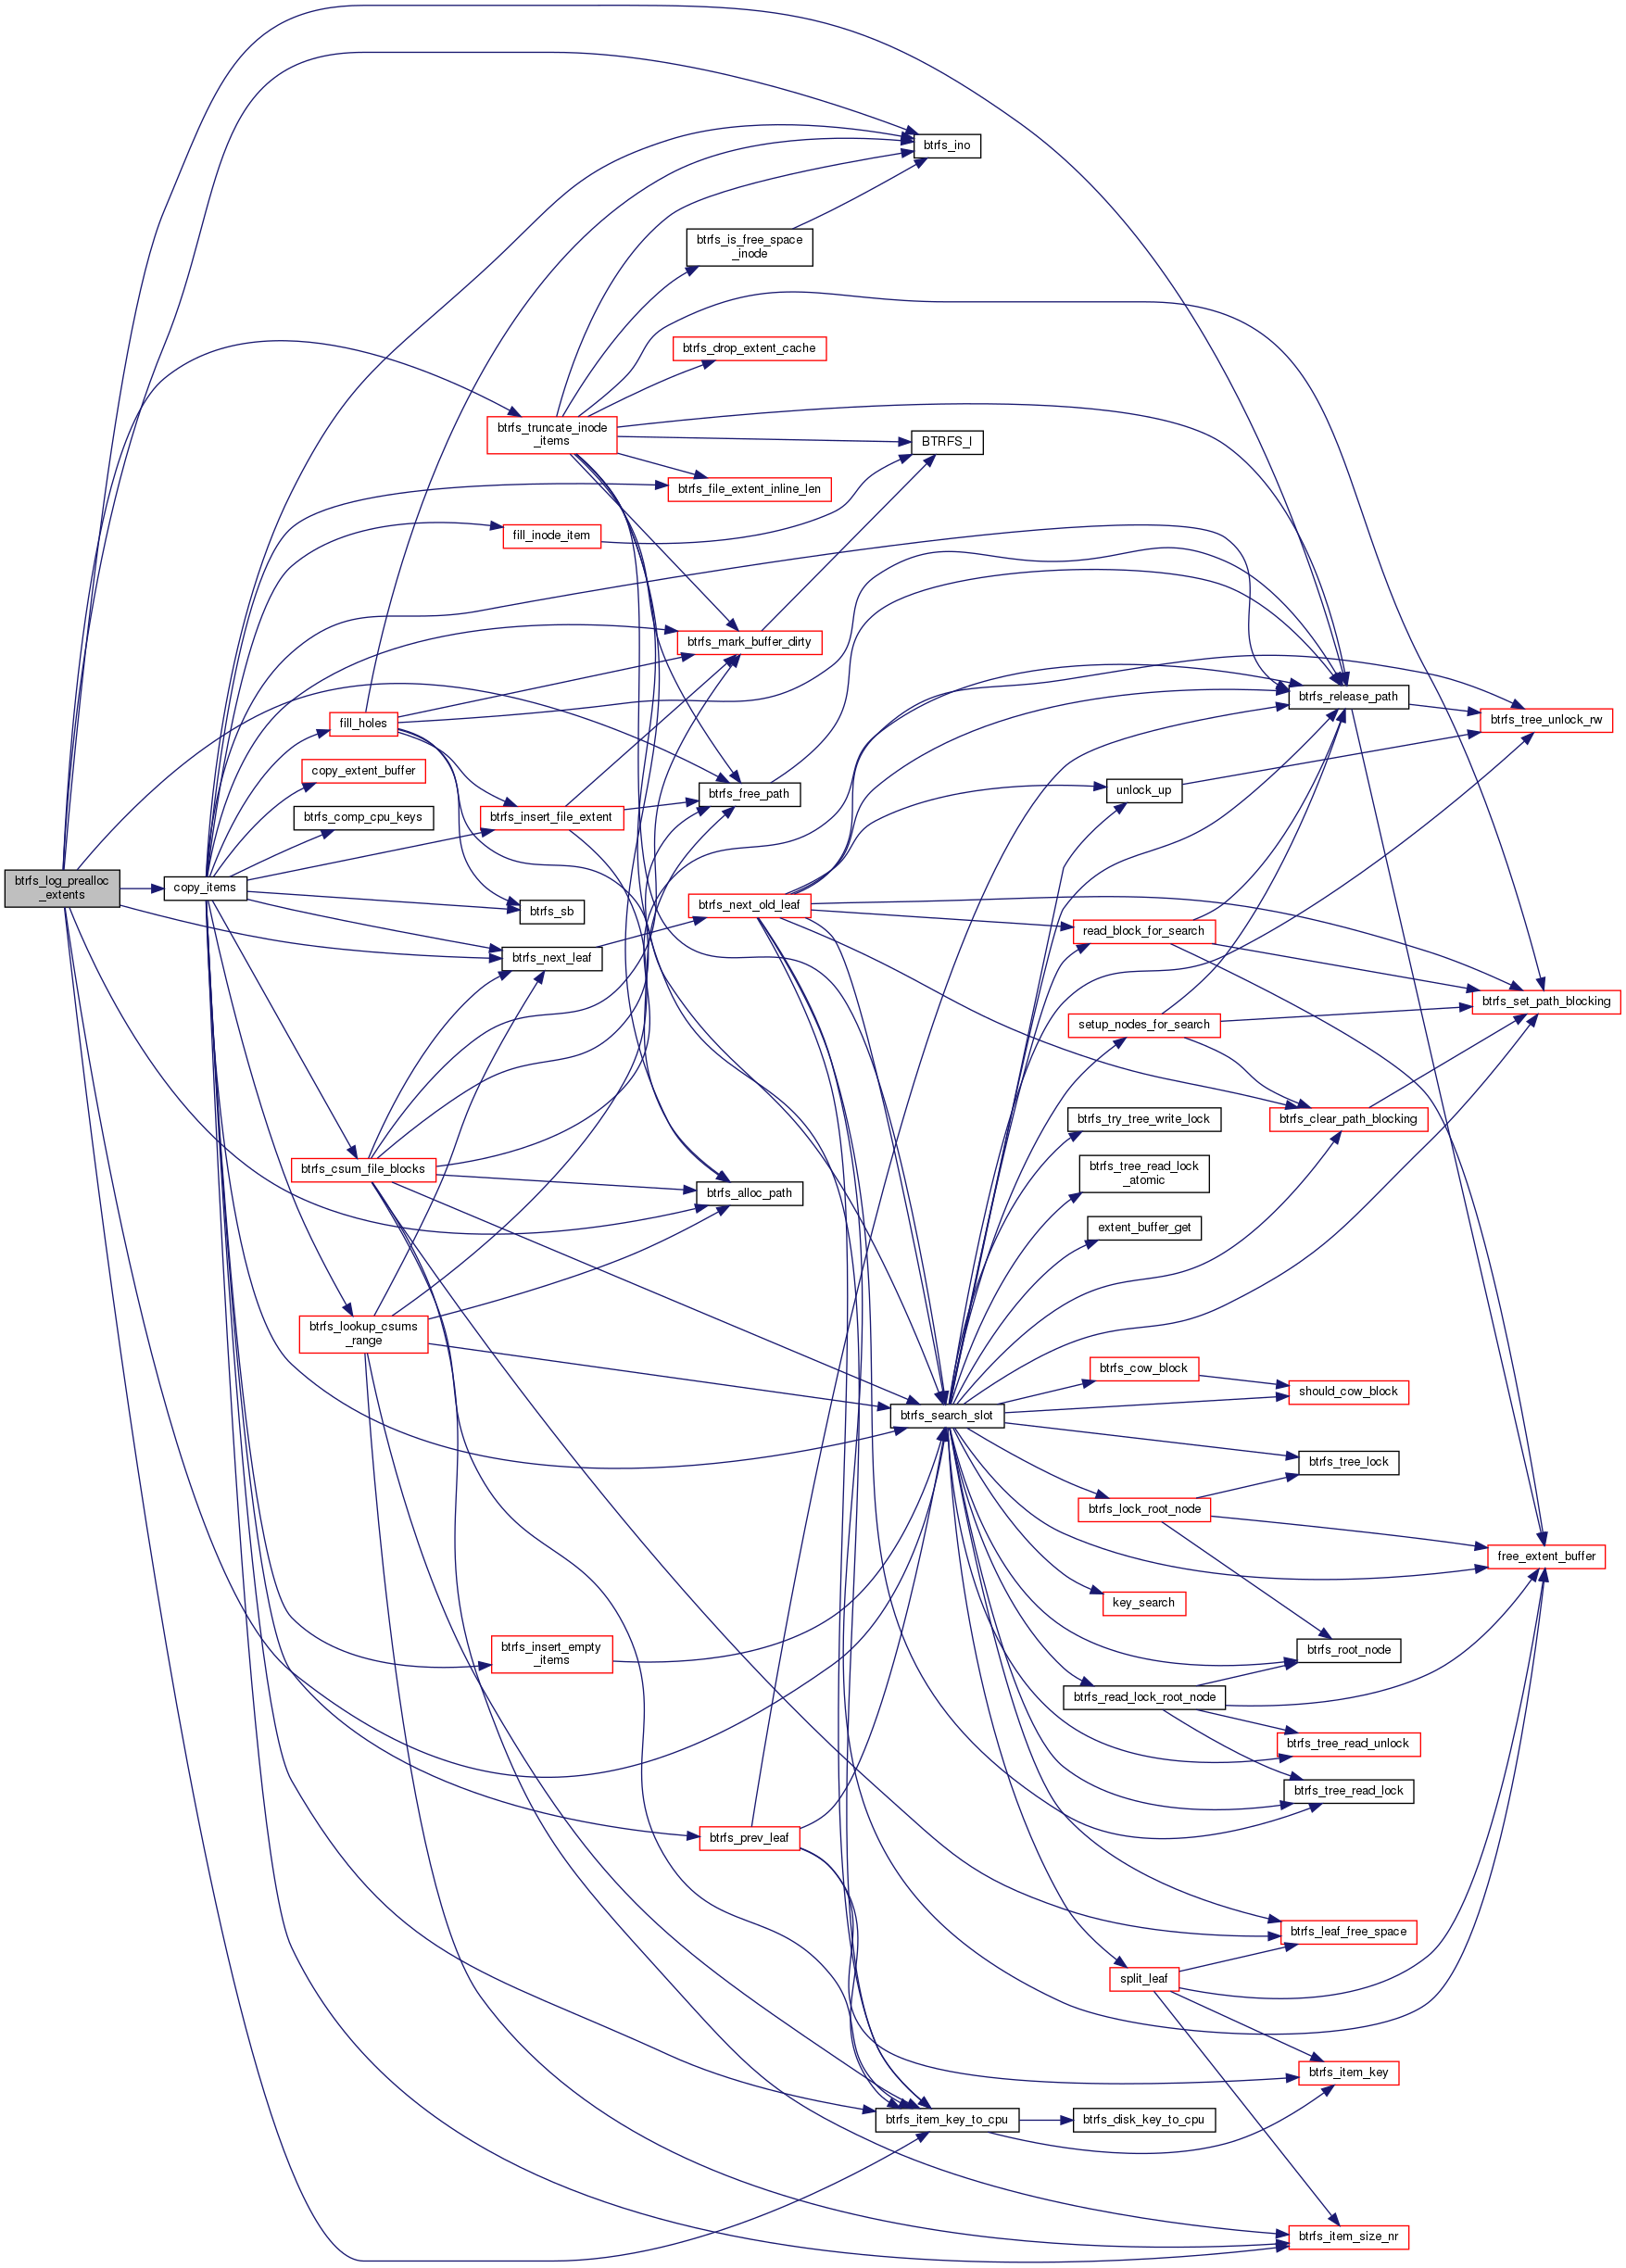 btrfs_ino
btrfs_is_free_space
_inode
btrfs_drop_extent_cache
btrfs_truncate_inode
_items
BTRFS_I
btrfs_file_extent_inline_len
fill_inode_item
btrfs_mark_buffer_dirty
btrfs_release_path
fill_holes
btrfs_tree_unlock_rw
copy_extent_buffer
btrfs_free_path
unlock_up
btrfs_comp_cpu_keys
btrfs_insert_file_extent
btrfs_log_prealloc
_extents
copy_items
btrfs_sb
btrfs_next_old_leaf
read_block_for_search
btrfs_next_leaf
btrfs_set_path_blocking
setup_nodes_for_search
btrfs_try_tree_write_lock
btrfs_clear_path_blocking
btrfs_csum_file_blocks
btrfs_tree_read_lock
_atomic
btrfs_alloc_path
extent_buffer_get
btrfs_lookup_csums
_range
btrfs_cow_block
should_cow_block
btrfs_search_slot
btrfs_tree_lock
btrfs_lock_root_node
free_extent_buffer
key_search
btrfs_insert_empty
_items
btrfs_root_node
btrfs_read_lock_root_node
btrfs_tree_read_unlock
btrfs_tree_read_lock
btrfs_prev_leaf
btrfs_leaf_free_space
split_leaf
btrfs_item_key
btrfs_item_key_to_cpu
btrfs_disk_key_to_cpu
btrfs_item_size_nr